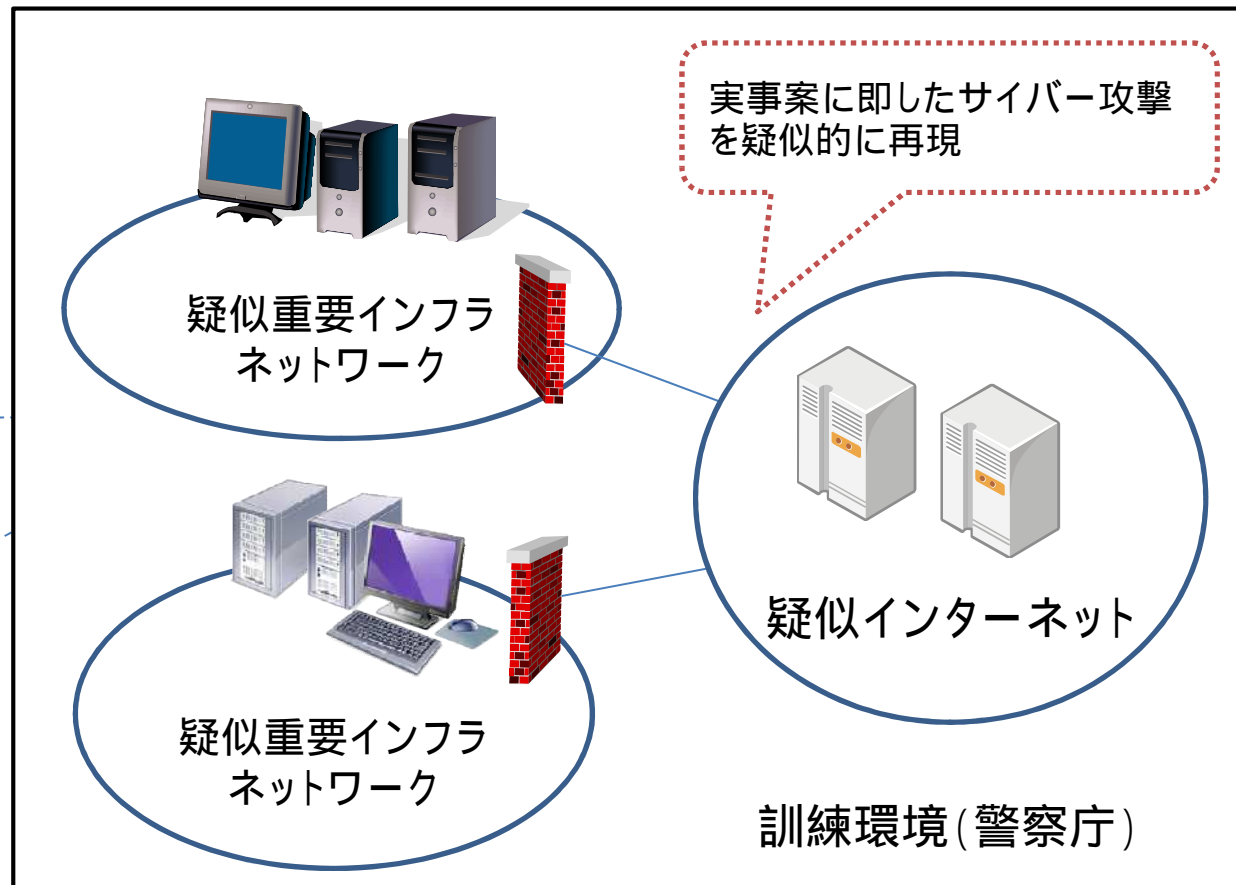 実事案に即したサイバー攻撃
を疑似的に再現
疑似重要インフラ
ネットワーク
疑似インターネット
疑似重要インフラ
ネットワーク
訓練環境(警察庁)